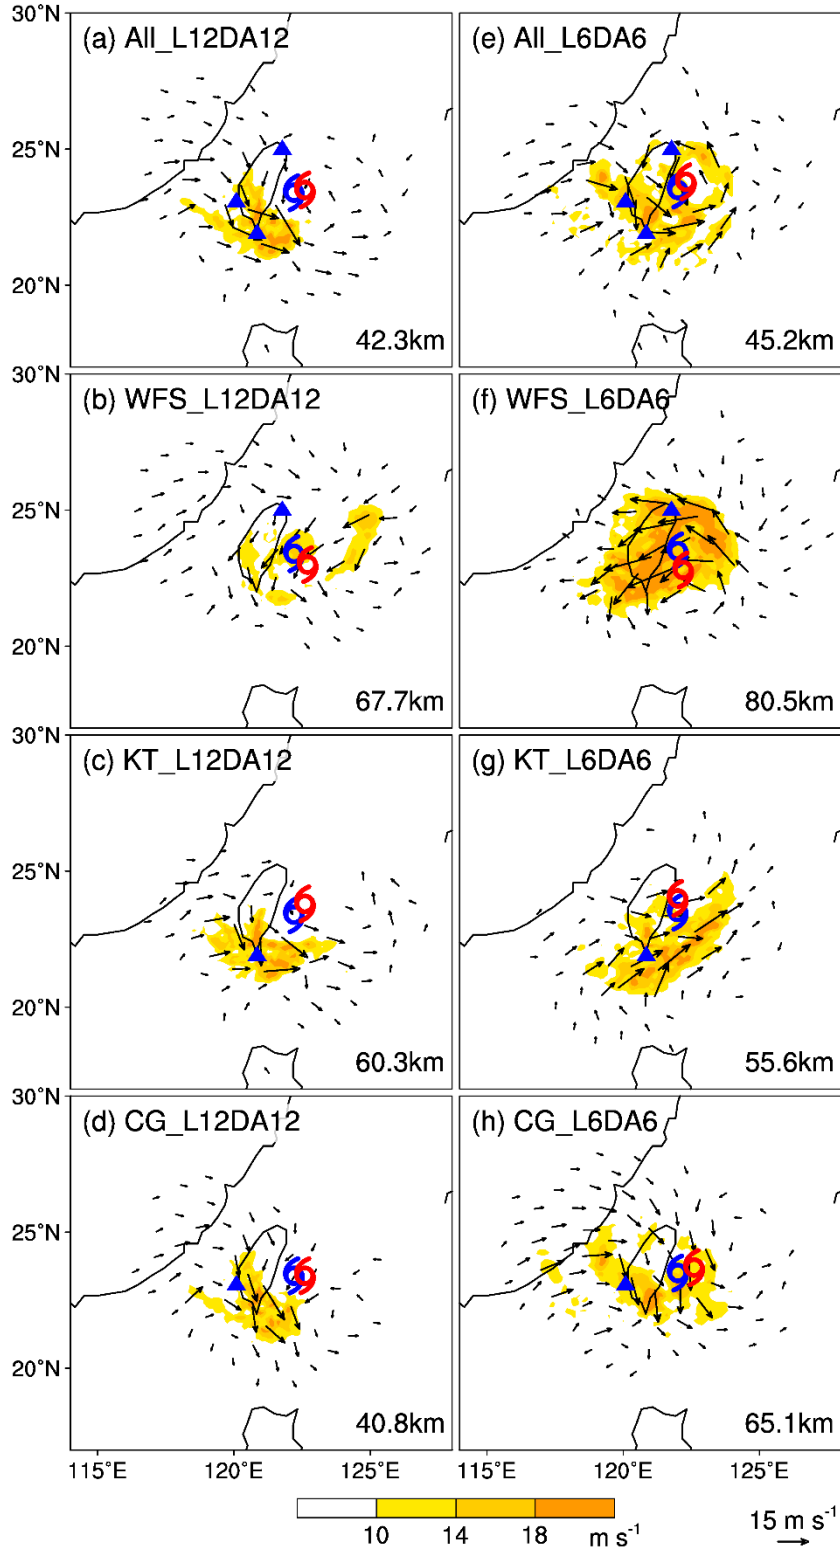 30°N
(a) All_L12DA12
(e) All_L6DA6
25°N
20°N
42.3km
45.2km
30°N
(b) WFS_L12DA12
(f) WFS_L6DA6
25°N
20°N
67.7km
80.5km
30°N
(c) KT_L12DA12
(g) KT_L6DA6
25°N
20°N
60.3km
55.6km
30°N
(d) CG_L12DA12
(h) CG_L6DA6
25°N
20°N
40.8km
65.1km
115°E 120°E 125°E 115°E 120°E 125°E
10 14 18 m s⁻¹
15 m s⁻¹